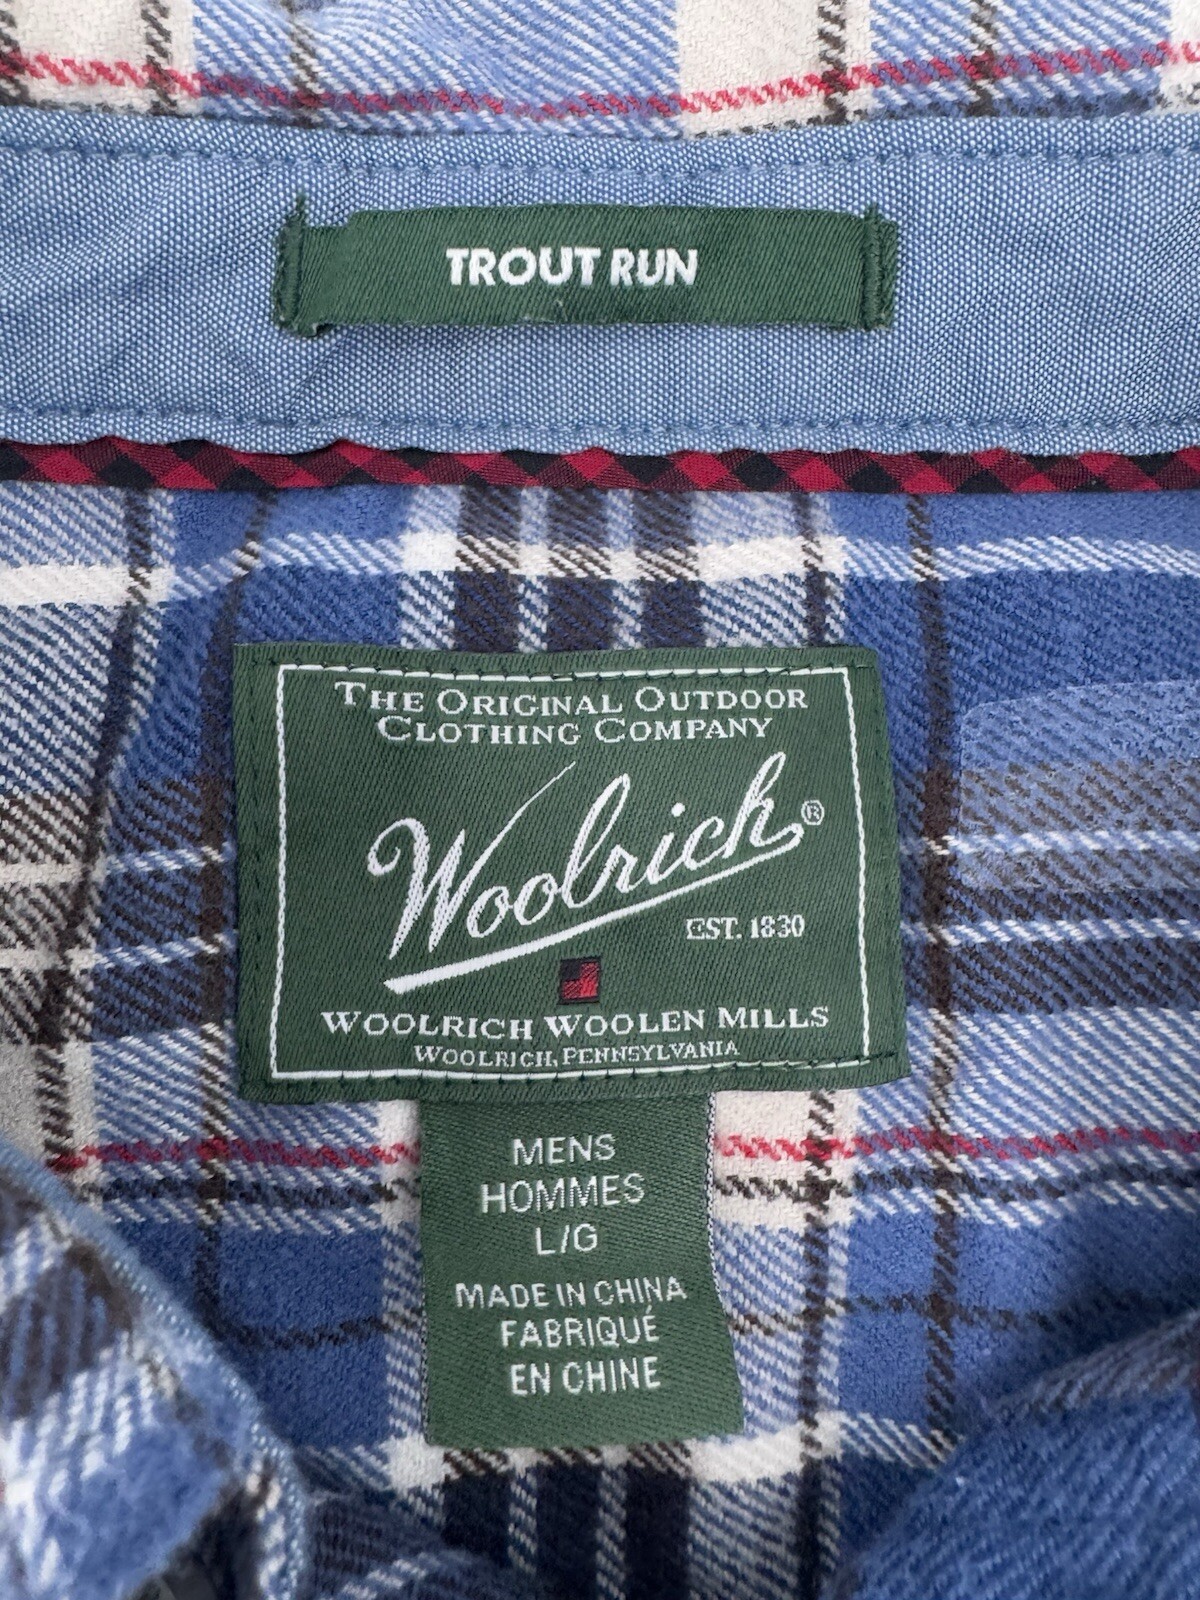 TROUT RUN
THE ORIGINAL OUTDOOR
CLOTHING COMPANY
Woolrich®
EST. 1830
WOOLRICH WOOLEN MILLS
WOOLRICH, PENNSYLVANIA
MENS
HOMMES
L/G
MADE IN CHINA
FABRIQUÉ
EN CHINE